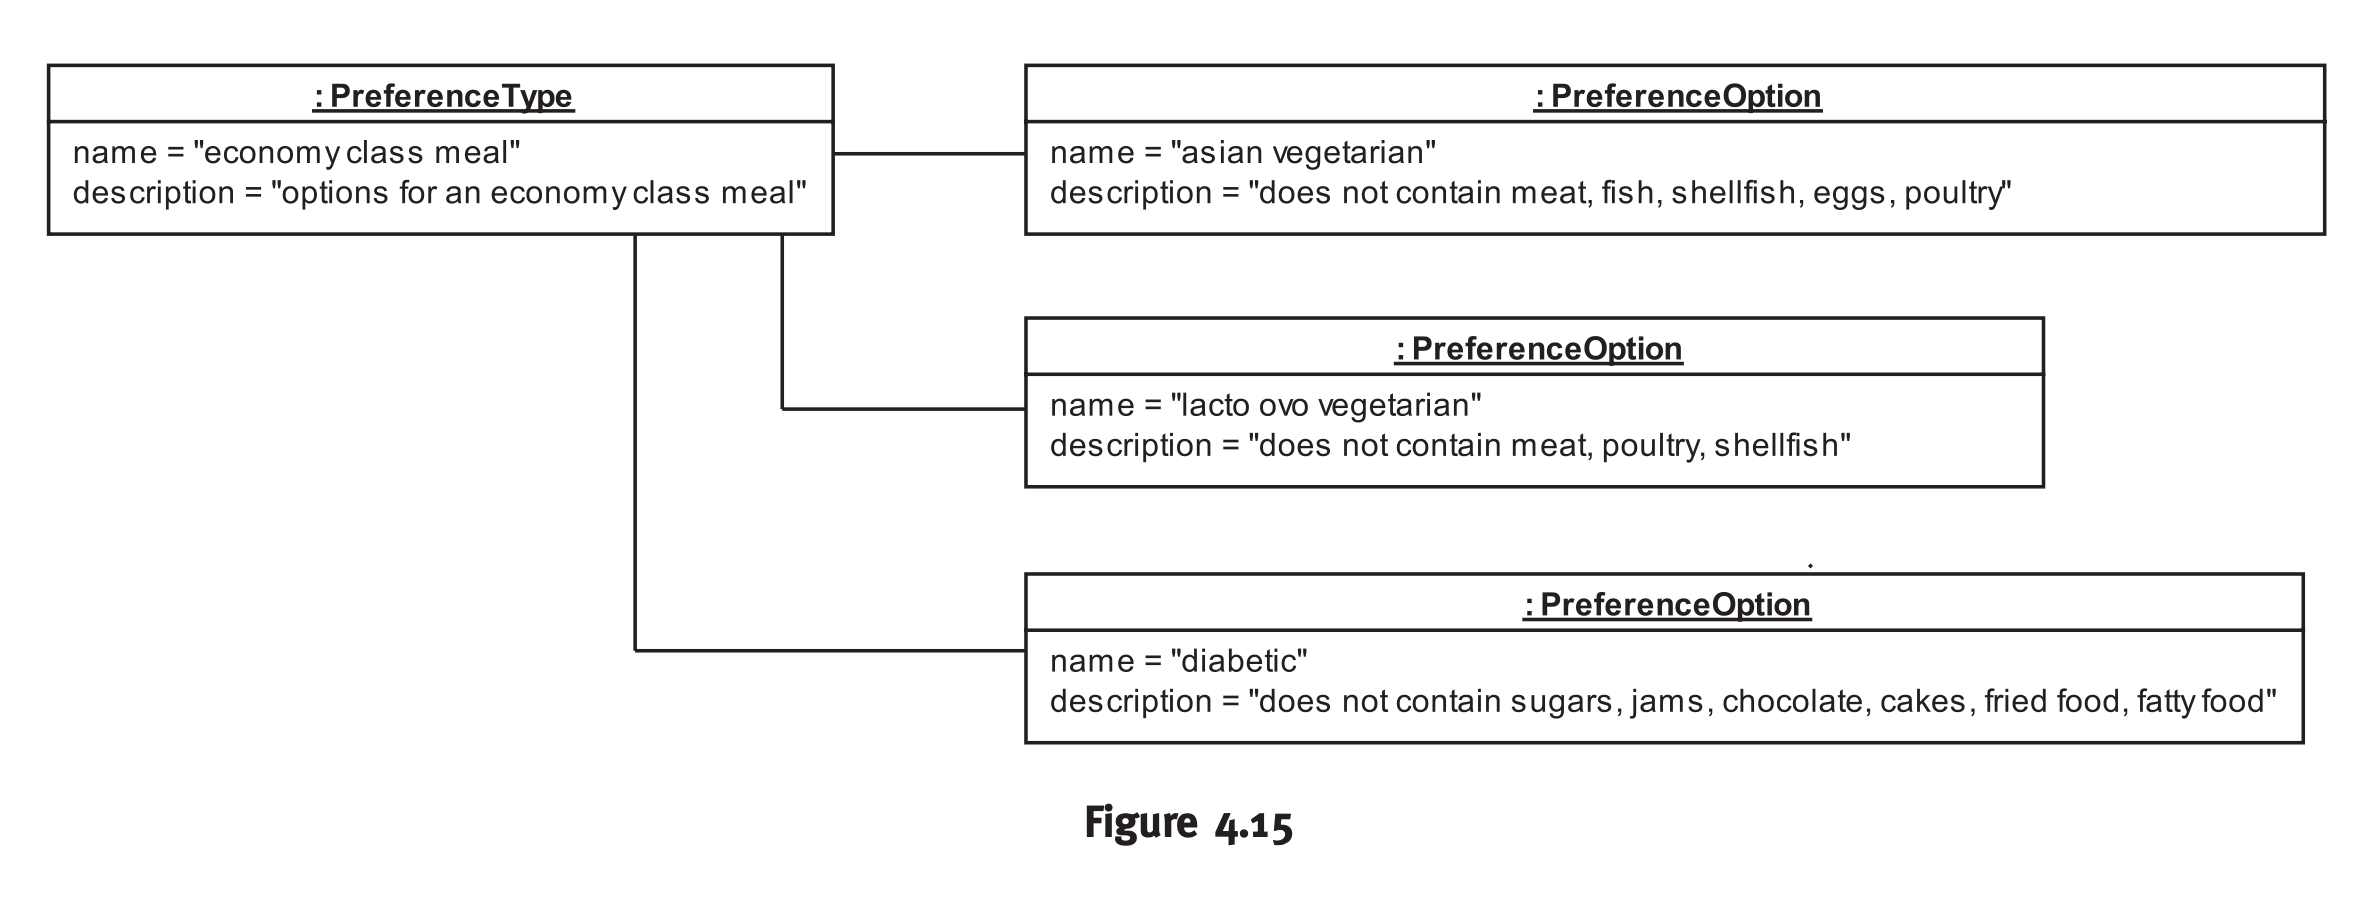 : PreferenceType
name = "economy class meal"
description = "options for an economy class meal"
: PreferenceOption
name = "asian vegetarian"
description = "does not contain meat, fish, shellfish, eggs, poultry"
: PreferenceOption
name = "lacto ovo vegetarian"
description = "does not contain meat, poultry, shellfish"
: PreferenceOption
name = "diabetic"
description = "does not contain sugars, jams, chocolate, cakes, fried food, fatty food"
Figure 4.15